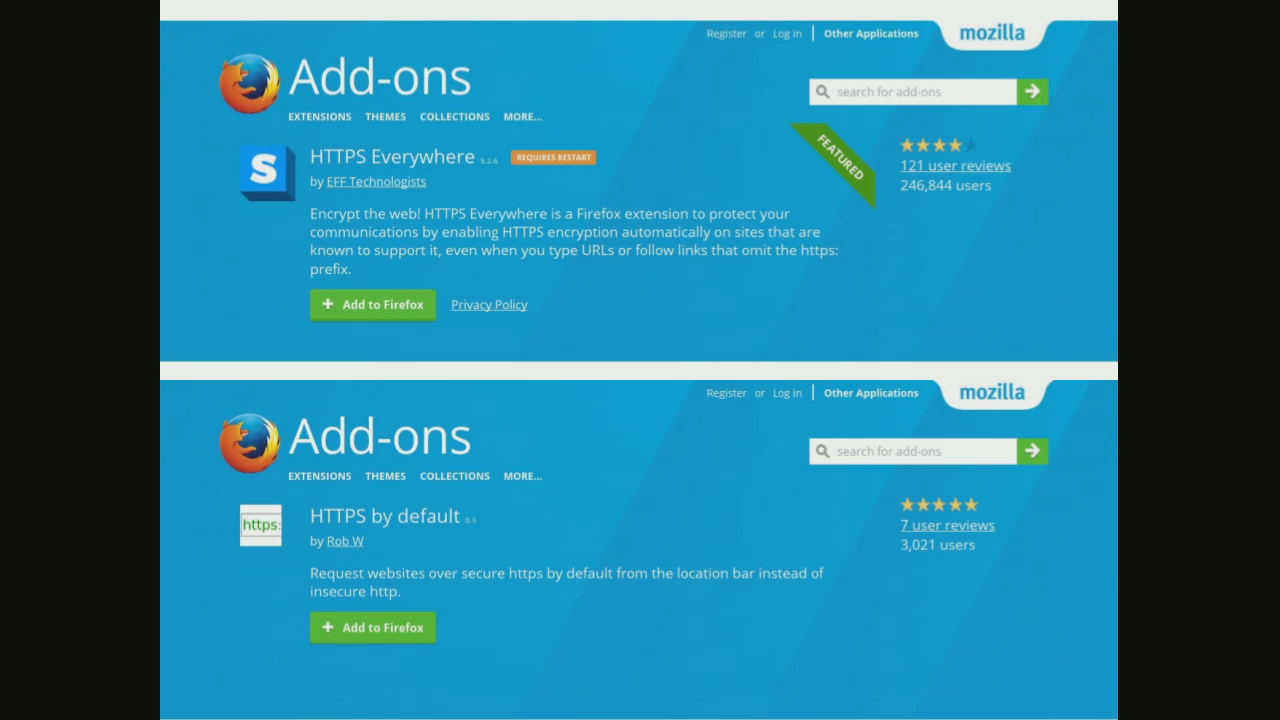 Register or Log in | Other Applications mozilla
Add-ons
search for add-ons
EXTENSIONS THEMES COLLECTIONS MORE...
S
HTTPS Everywhere 5.2.6 REQUIRES RESTART
FEATURED
by EFF Technologists
121 user reviews
246,844 users
Encrypt the web! HTTPS Everywhere is a Firefox extension to protect your
communications by enabling HTTPS encryption automatically on sites that are
known to support it, even when you type URLs or follow links that omit the https:
prefix.
+ Add to Firefox Privacy Policy
Register or Log in | Other Applications mozilla
Add-ons
search for add-ons
EXTENSIONS THEMES COLLECTIONS MORE...
https:
HTTPS by default 0.3
by Rob W
7 user reviews
3,021 users
Request websites over secure https by default from the location bar instead of
insecure http.
+ Add to Firefox